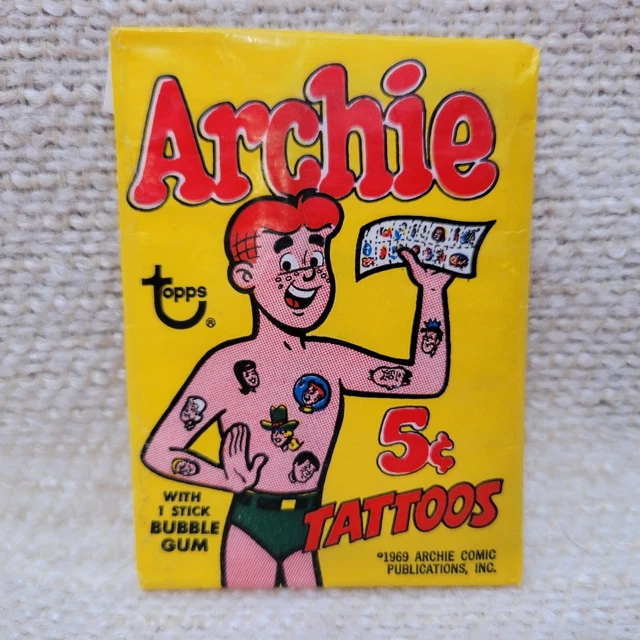 Archie
topps
®
5¢
TATTOOS
WITH
1 STICK
BUBBLE
GUM
©1969 ARCHIE COMIC
PUBLICATIONS, INC.